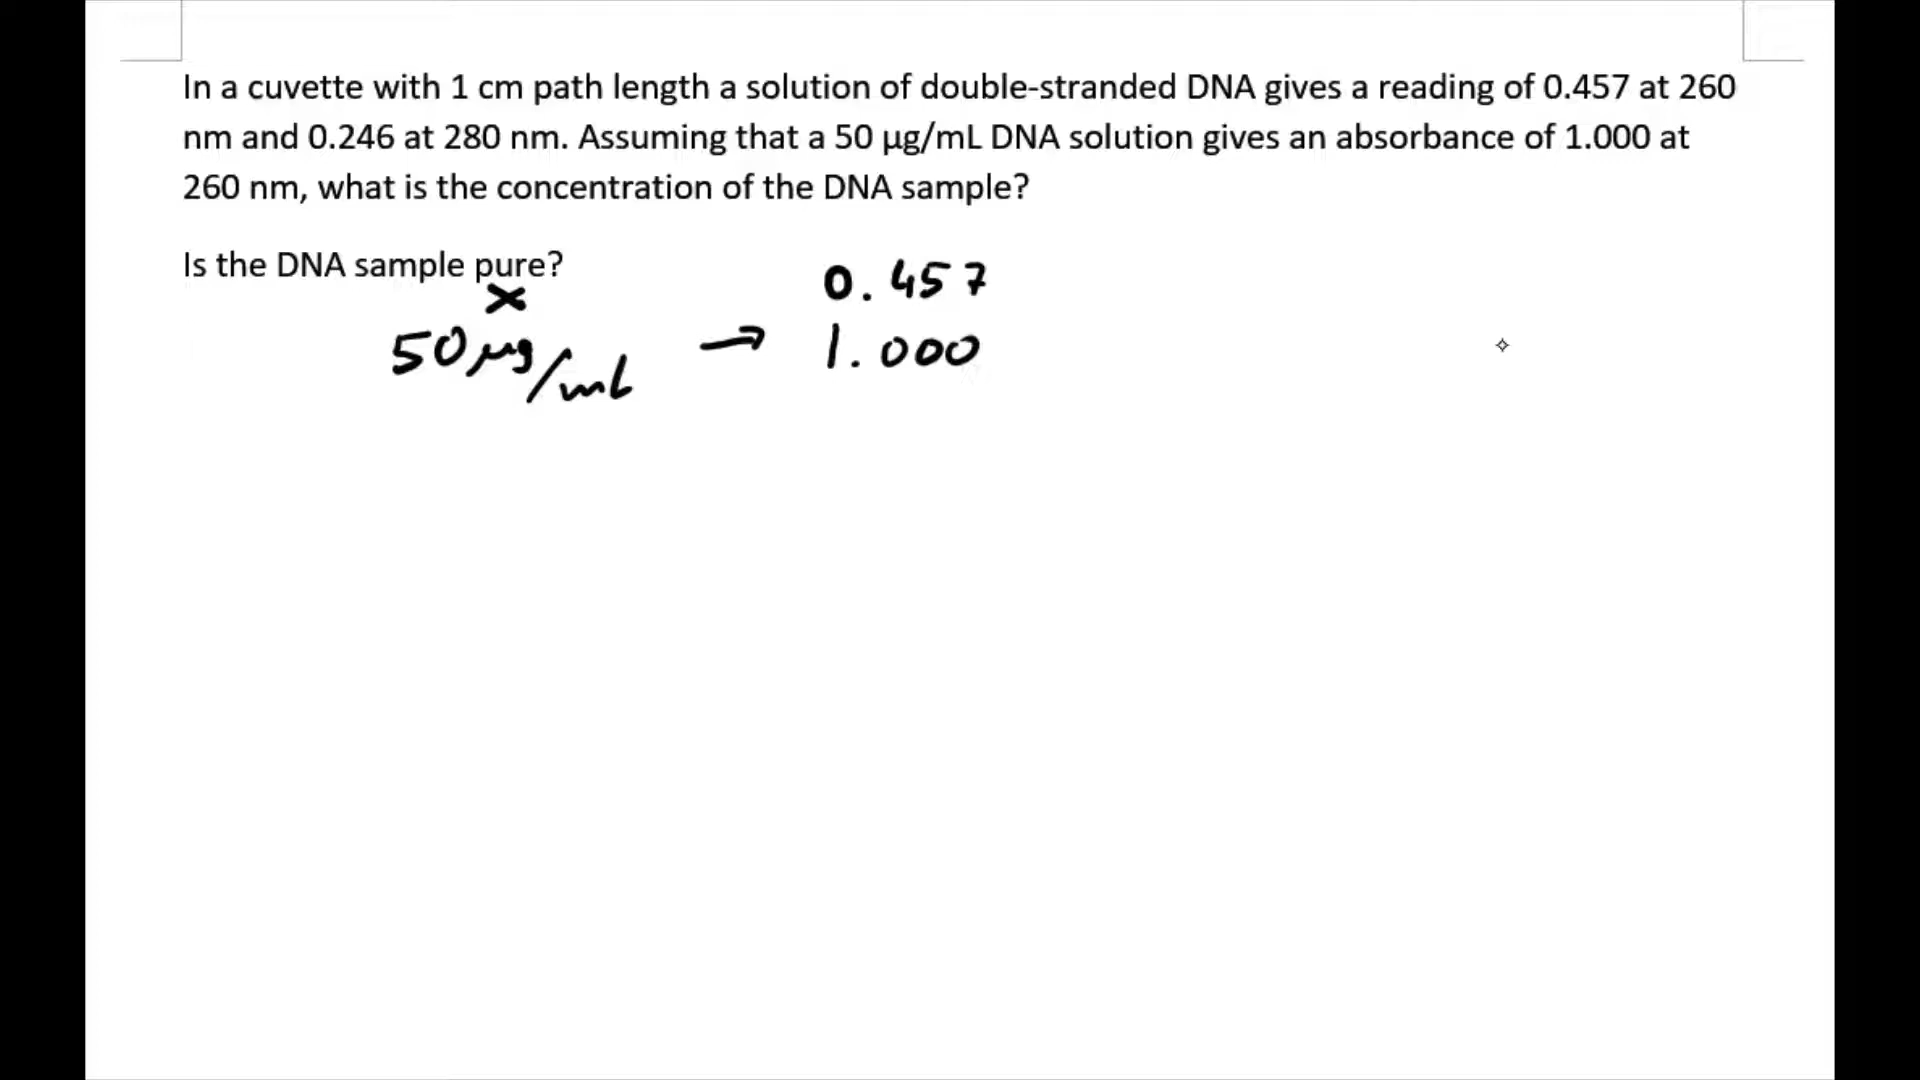 In a cuvette with 1 cm path length a solution of double-stranded DNA gives a reading of 0.457 at 260
nm and 0.246 at 280 nm. Assuming that a 50 µg/mL DNA solution gives an absorbance of 1.000 at
260 nm, what is the concentration of the DNA sample?
Is the DNA sample pure?
x 0.457
50µg/mL → 1.000